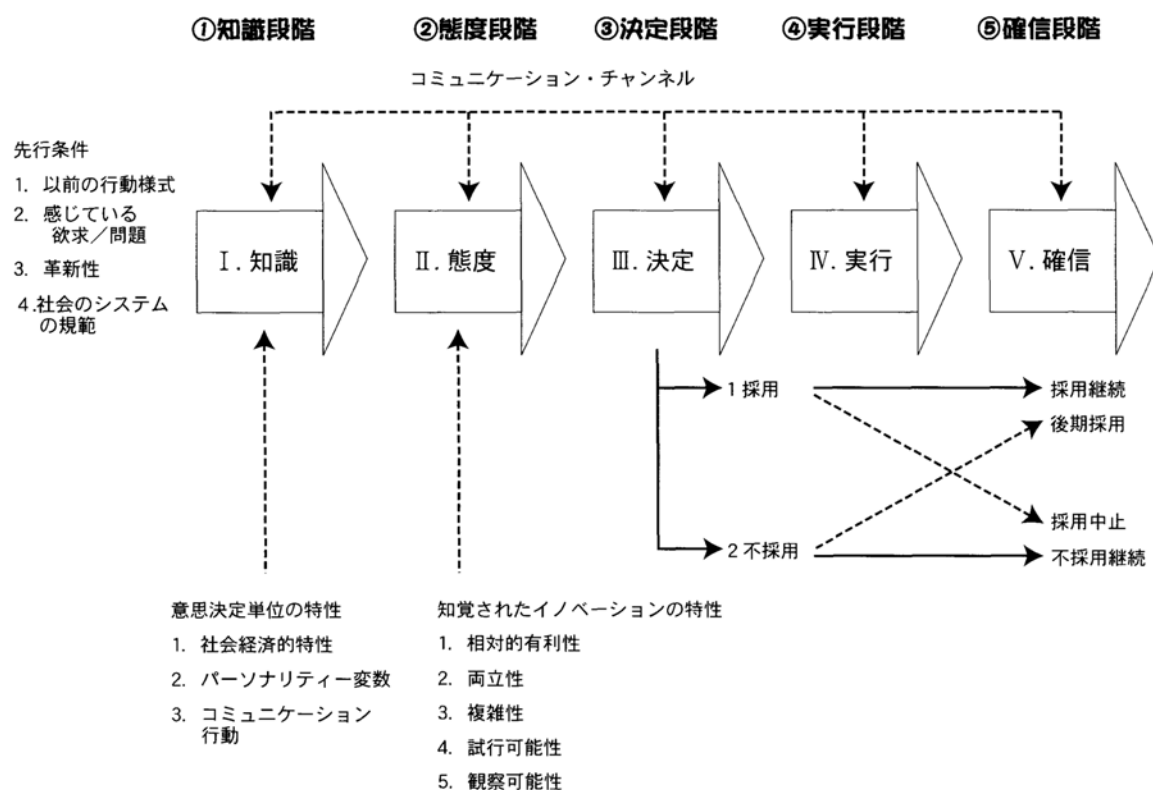 ①知識段階 ②態度段階 ③決定段階 ④実行段階 ⑤確信段階
コミュニケーション・チャンネル
先行条件
1. 以前の行動様式
2. 感じている
欲求／問題
3. 革新性
4.社会のシステム
の規範
Ⅰ. 知識
Ⅱ. 態度
Ⅲ. 決定
Ⅳ. 実行
Ⅴ. 確信
1 採用
採用継続
後期採用
採用中止
2 不採用
不採用継続
意思決定単位の特性
1. 社会経済的特性
2. パーソナリティー変数
3. コミュニケーション
行動
知覚されたイノベーションの特性
1. 相対的有利性
2. 両立性
3. 複雑性
4. 試行可能性
5. 観察可能性